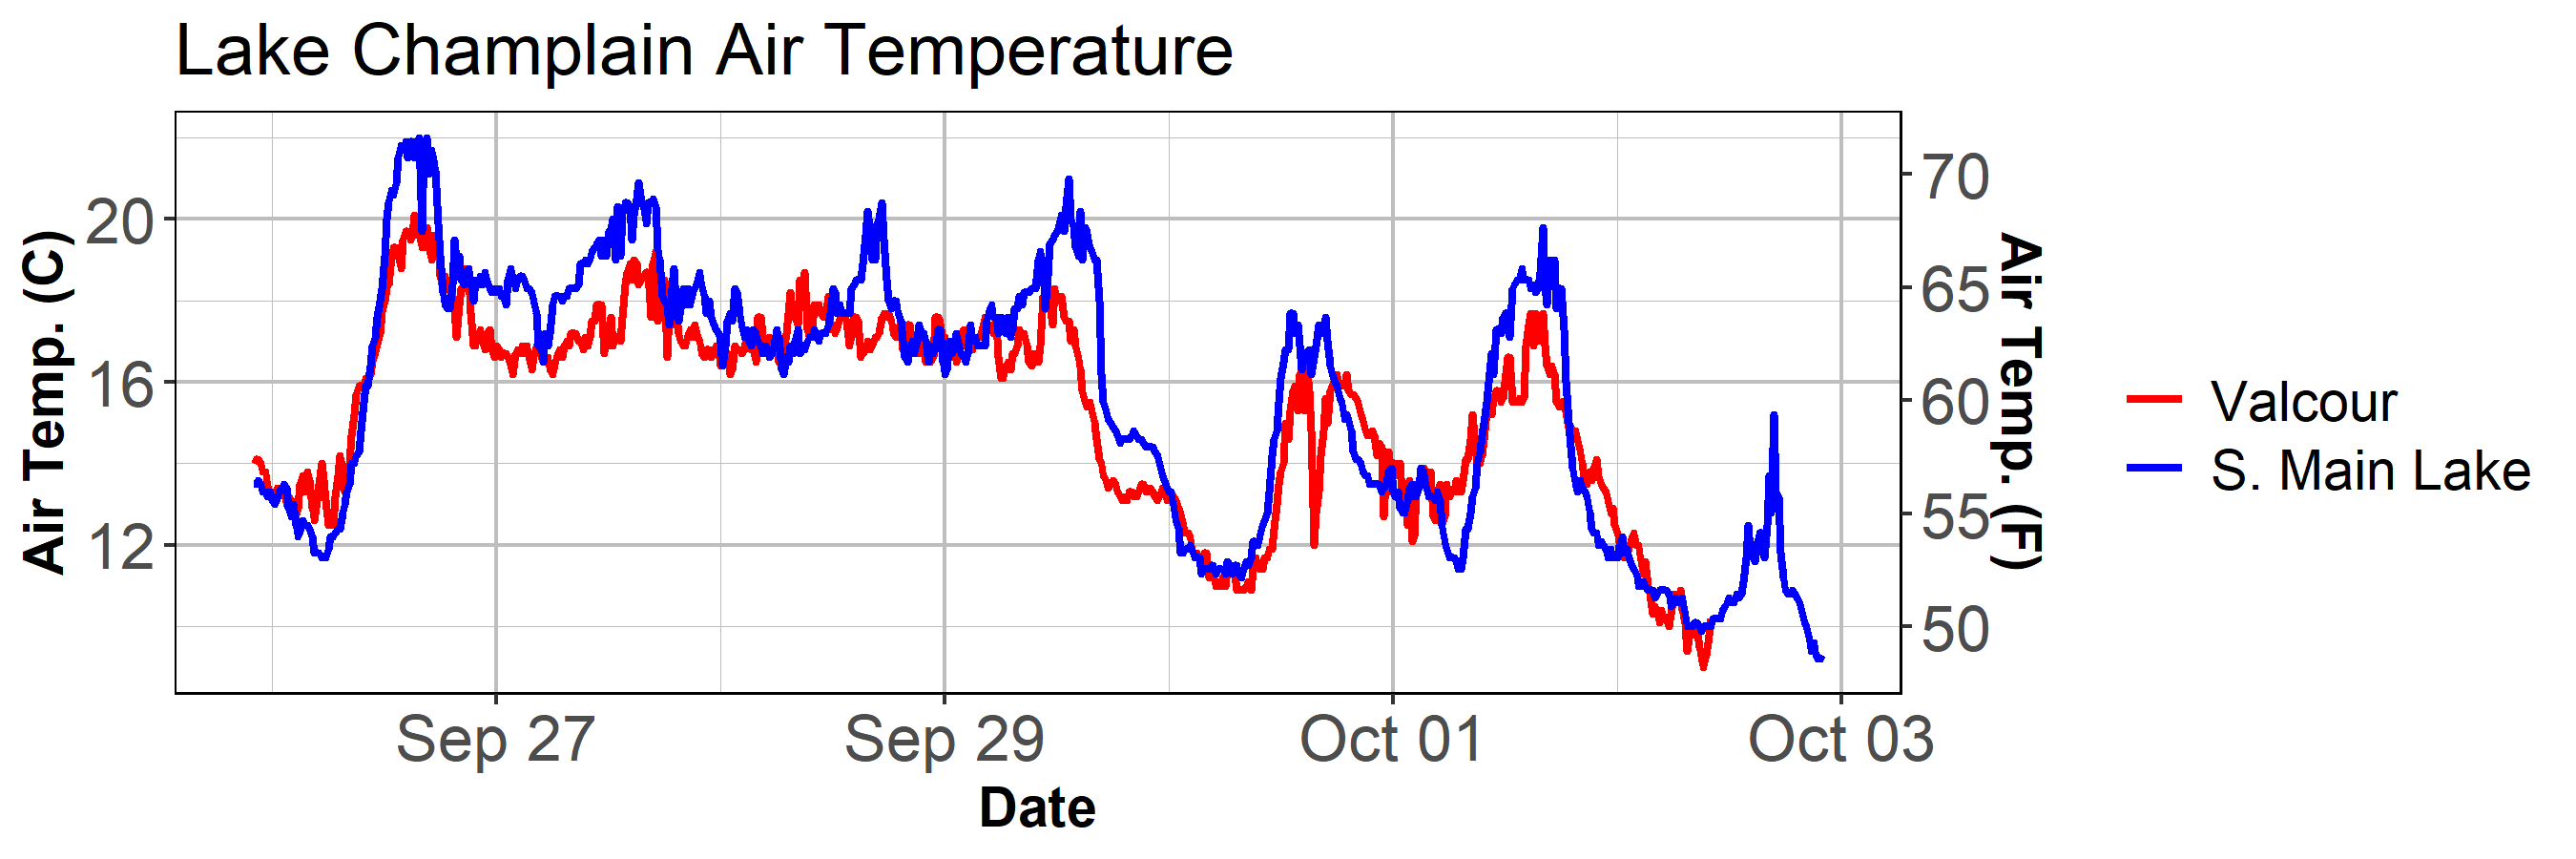 Lake Champlain Air Temperature
Air Temp. (C)
20
16
12
70
65
60
55
50
Air Temp. (F)
Sep 27
Sep 29
Oct 01
Oct 03
Date
Valcour
S. Main Lake